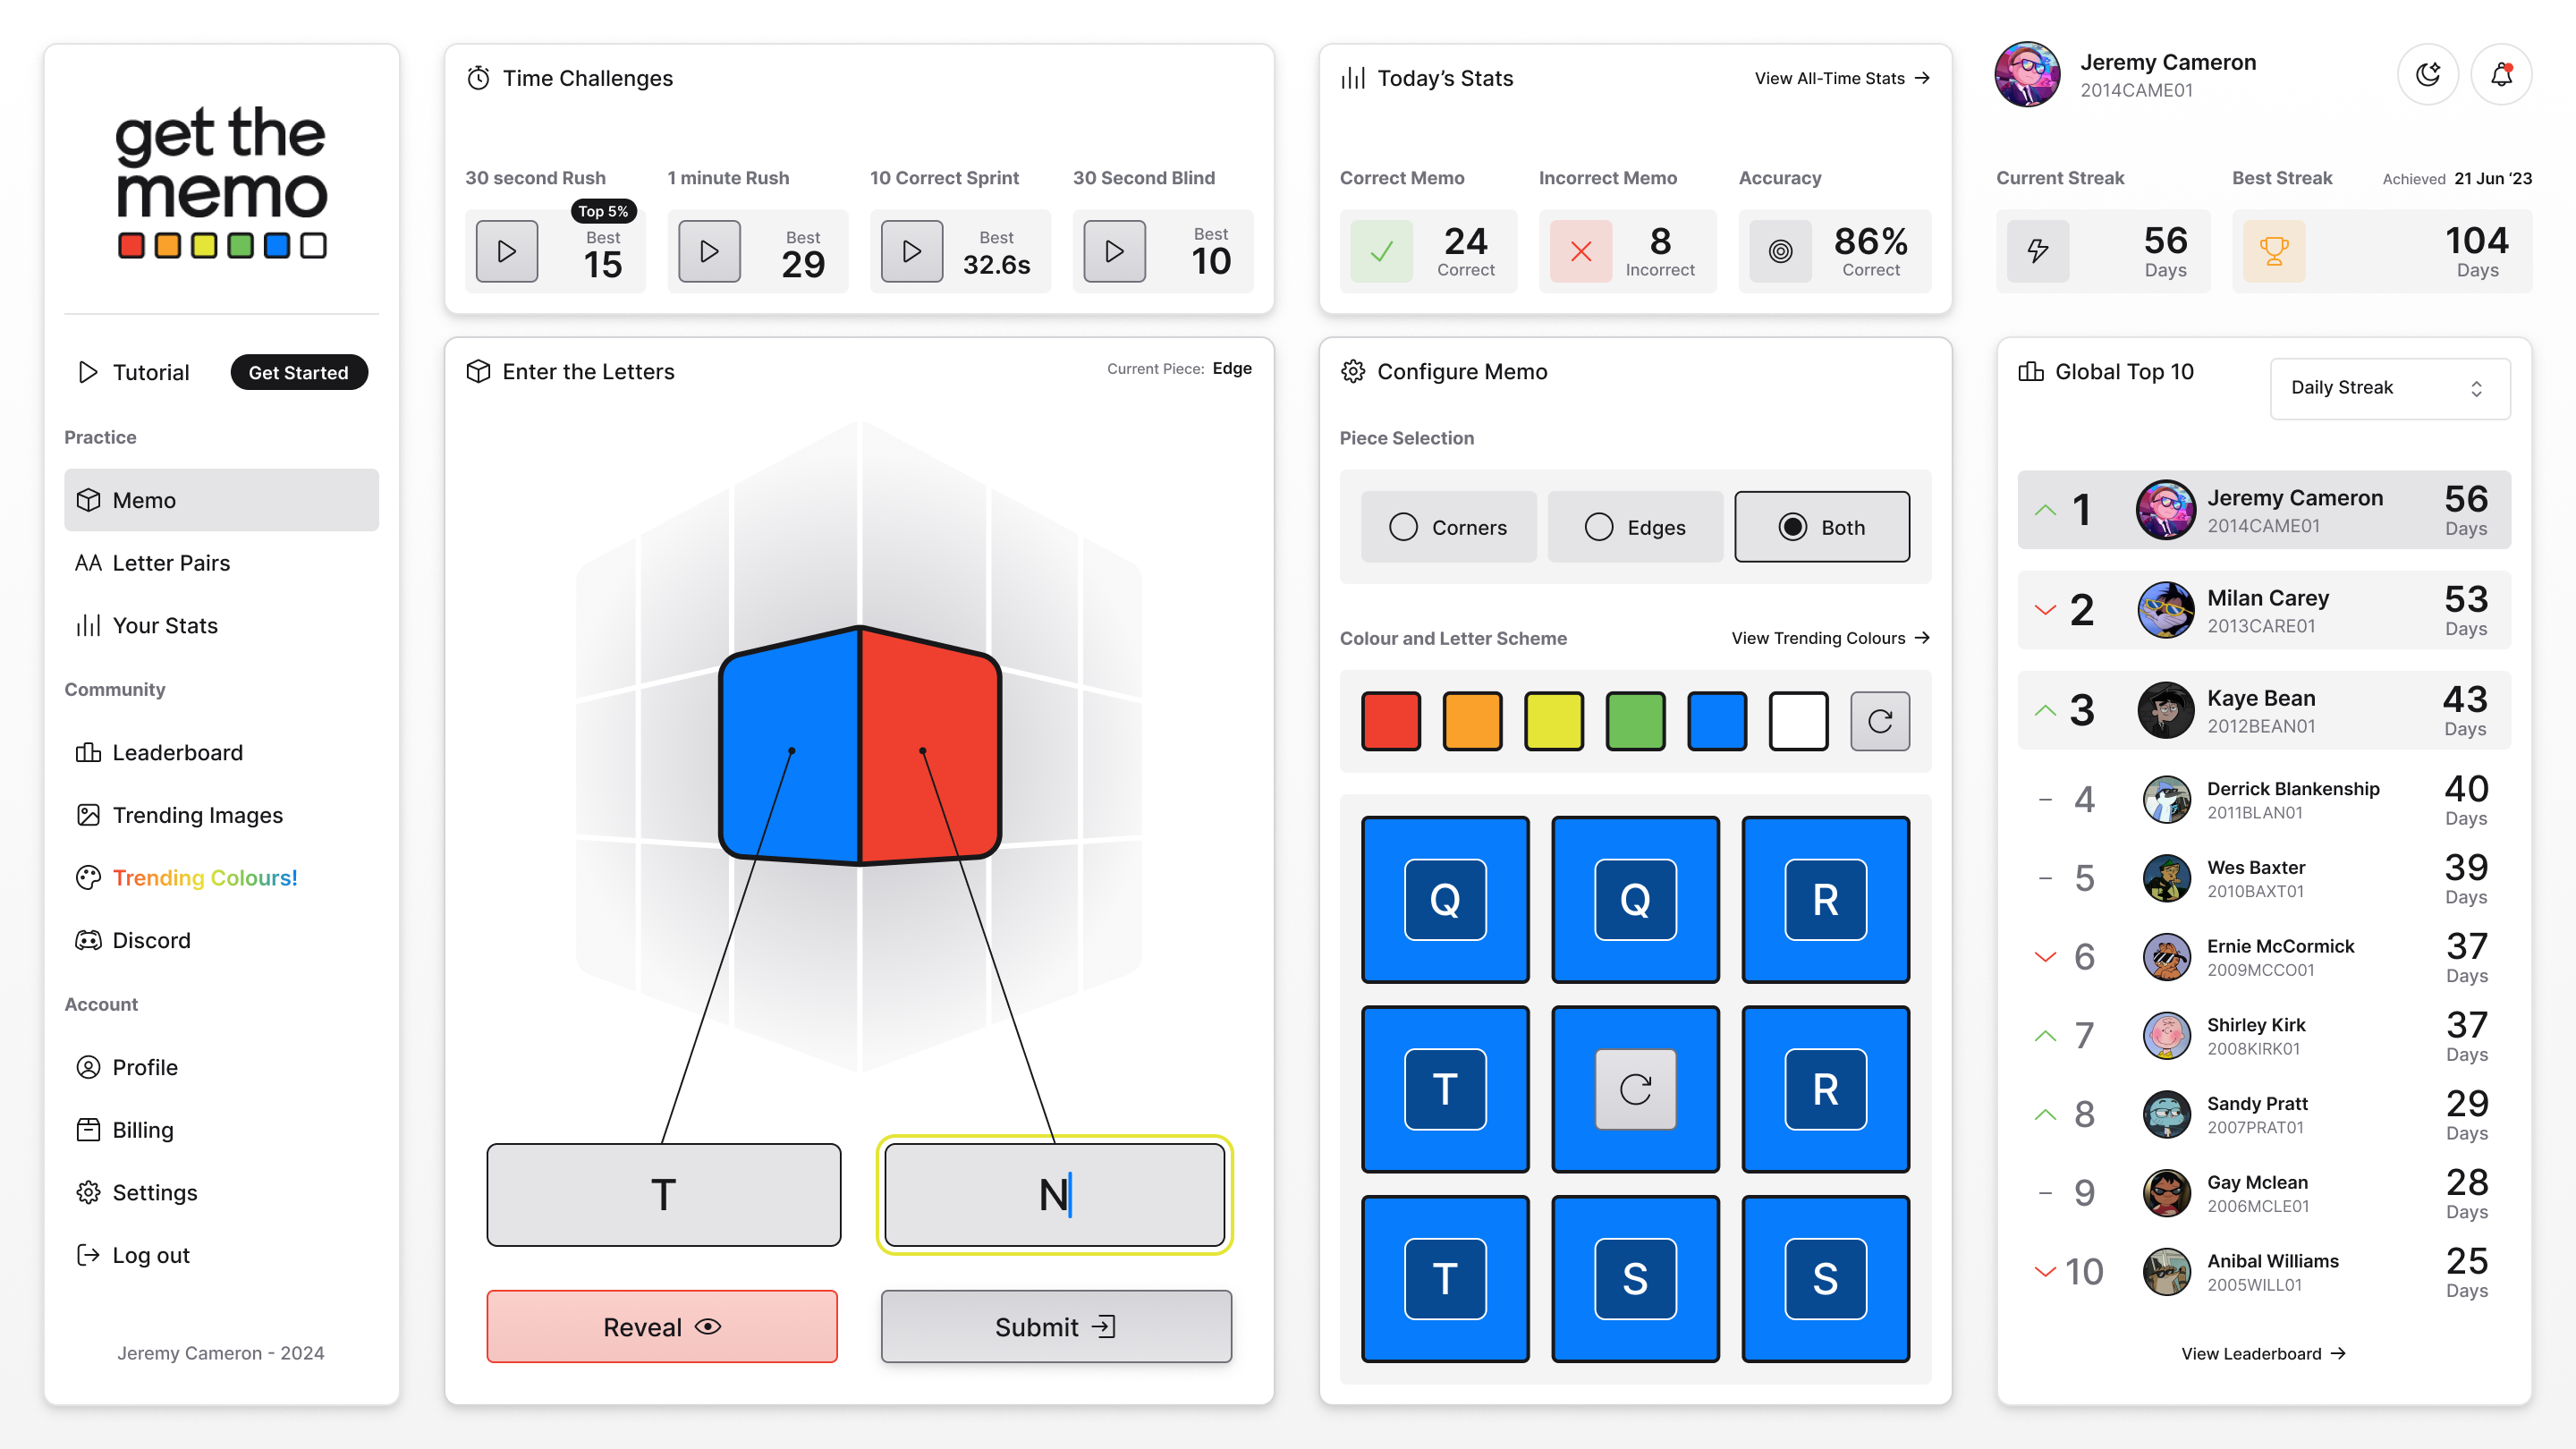 get the
memo
Tutorial
Get Started
Practice
Memo
AA Letter Pairs
Your Stats
Community
Leaderboard
Trending Images
Trending Colours!
Discord
Account
Profile
Billing
Settings
Log out
Jeremy Cameron - 2024
Time Challenges
30 second Rush
Top 5%
Best
15
1 minute Rush
Best
29
10 Correct Sprint
Best
32.6s
30 Second Blind
Best
10
Enter the Letters
Current Piece: Edge
T
N
Reveal
Submit
Today’s Stats
View All-Time Stats →
Correct Memo
24
Correct
Incorrect Memo
8
Incorrect
Accuracy
86%
Correct
Configure Memo
Piece Selection
Corners
Edges
Both
Colour and Letter Scheme
View Trending Colours →
Q Q R
T R
T S S
Jeremy Cameron
2014CAME01
Current Streak
56
Days
Best Streak
Achieved 21 Jun ‘23
104
Days
Global Top 10
Daily Streak
1
Jeremy Cameron
2014CAME01
56
Days
2
Milan Carey
2013CARE01
53
Days
3
Kaye Bean
2012BEAN01
43
Days
4
Derrick Blankenship
2011BLAN01
40
Days
5
Wes Baxter
2010BAXT01
39
Days
6
Ernie McCormick
2009MCCO01
37
Days
7
Shirley Kirk
2008KIRK01
37
Days
8
Sandy Pratt
2007PRAT01
29
Days
9
Gay Mclean
2006MCLE01
28
Days
10
Anibal Williams
2005WILL01
25
Days
View Leaderboard →